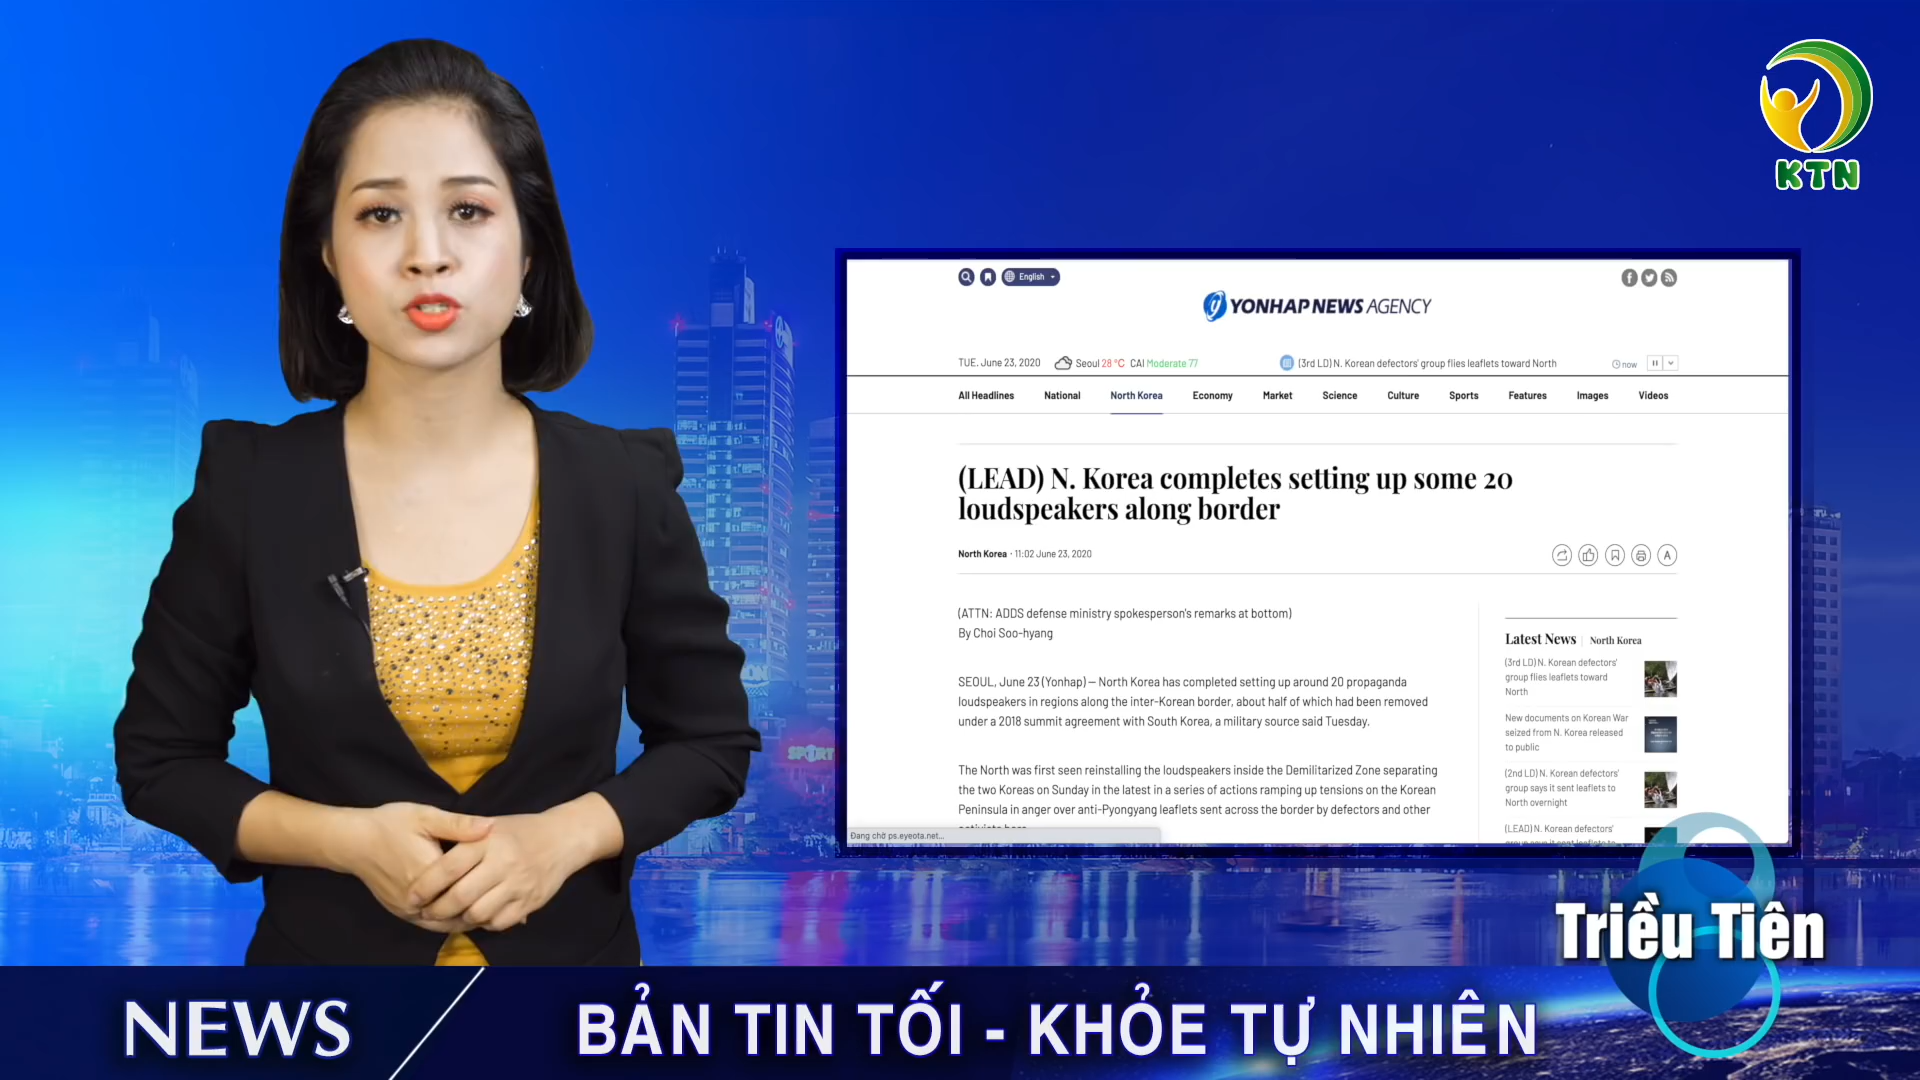 KTN
English
YONHAP NEWS AGENCY
TUE. June 23, 2020 Seoul 28 °C CAI Moderate 77 (3rd LD) N. Korean defectors' group flies leaflets toward North now
All Headlines National North Korea Economy Market Science Culture Sports Features Images Videos
(LEAD) N. Korea completes setting up some 20
loudspeakers along border
North Korea · 11:02 June 23, 2020
A
(ATTN: ADDS defense ministry spokesperson's remarks at bottom)
By Choi Soo-hyang
SEOUL, June 23 (Yonhap) — North Korea has completed setting up around 20 propaganda
loudspeakers in regions along the inter-Korean border, about half of which had been removed
under a 2018 summit agreement with South Korea, a military source said Tuesday.
The North was first seen reinstalling the loudspeakers inside the Demilitarized Zone separating
the two Koreas on Sunday in the latest in a series of actions ramping up tensions on the Korean
Peninsula in anger over anti-Pyongyang leaflets sent across the border by defectors and other
Đang chờ ps.eyeota.net...
Latest News | North Korea
(3rd LD) N. Korean defectors'
group flies leaflets toward
North
New documents on Korean War
seized from N. Korea released
to public
(2nd LD) N. Korean defectors'
group says it sent leaflets to
North overnight
(LEAD) N. Korean defectors'
SPORT
Triều Tiên
NEWS
BẢN TIN TỐI - KHỎE TỰ NHIÊN